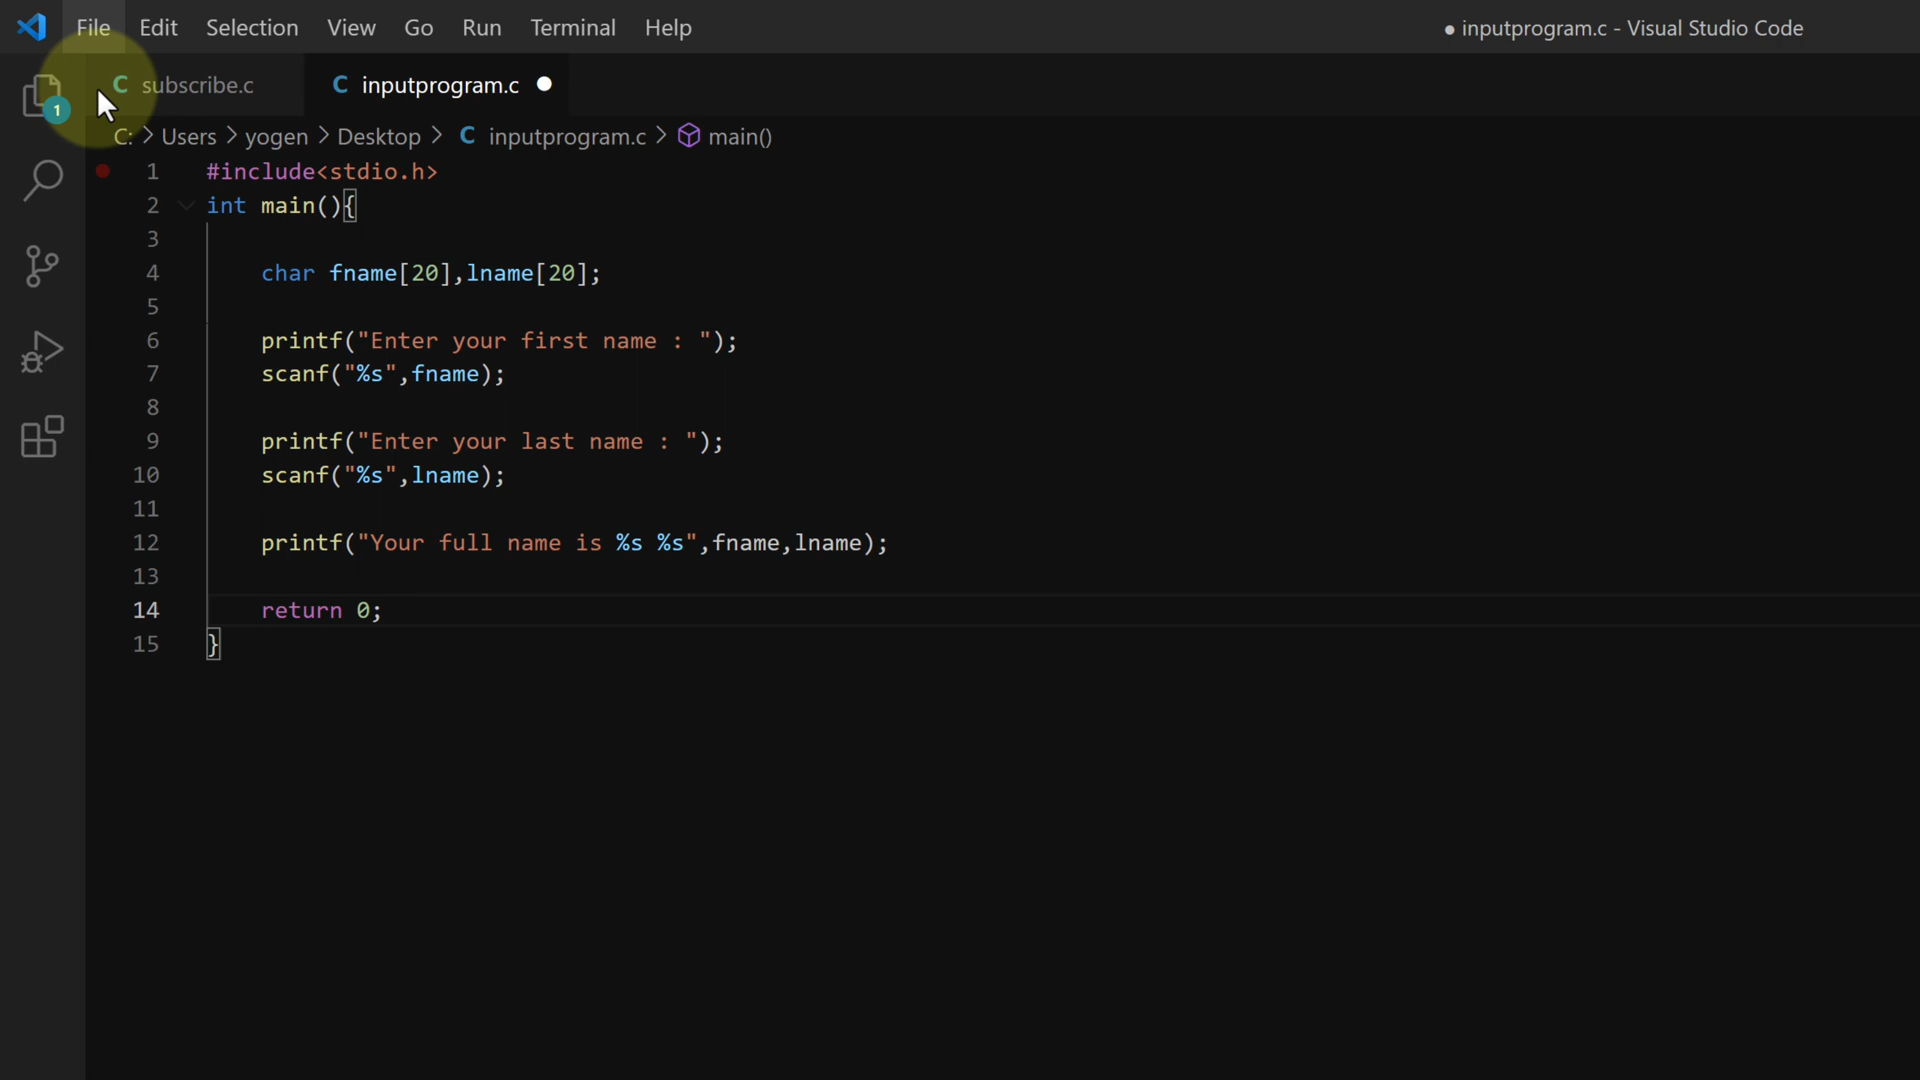 File Edit Selection View Go Run Terminal Help ● inputprogram.c - Visual Studio Code
1 C subscribe.c C inputprogram.c ●
C: > Users > yogen > Desktop > C inputprogram.c > main()
1 #include<stdio.h>
2 int main(){
3
4 char fname[20],lname[20];
5
6 printf("Enter your first name : ");
7 scanf("%s",fname);
8
9 printf("Enter your last name : ");
10 scanf("%s",lname);
11
12 printf("Your full name is %s %s",fname,lname);
13
14 return 0;
15 }